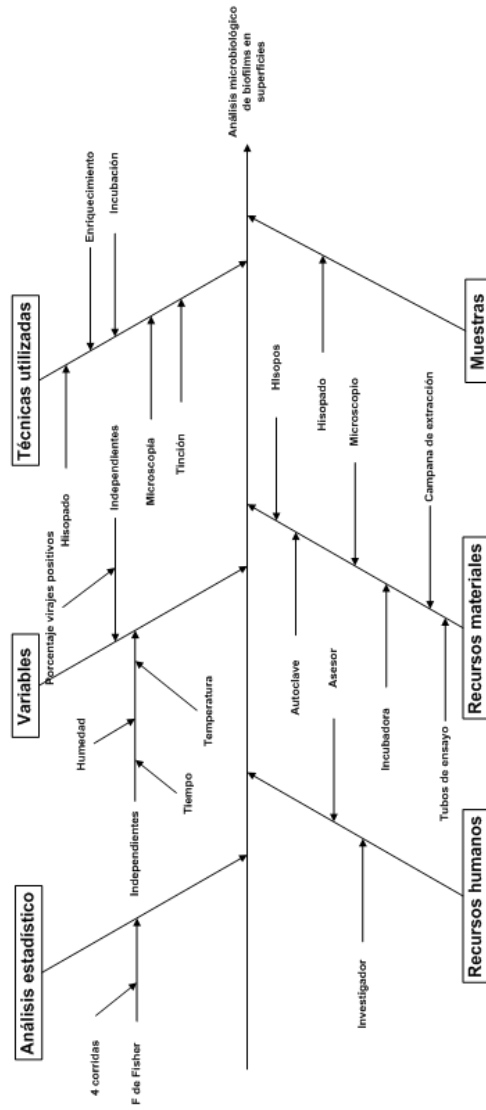 Análisis estadístico
Variables
Técnicas utilizadas
4 corridas
F de Fisher
Porcentaje virajes positivos
Independientes
Humedad
Tiempo
Temperatura
Independientes
Hisopado
Enriquecimiento
Incubación
Microscopía
Tinción
Análisis microbiológico
de biofilms en
superficies
Investigador
Asesor
Autoclave
Hisopos
Incubadora
Microscopio
Tubos de ensayo
Campana de extracción
Hisopado
Recursos humanos
Recursos materiales
Muestras